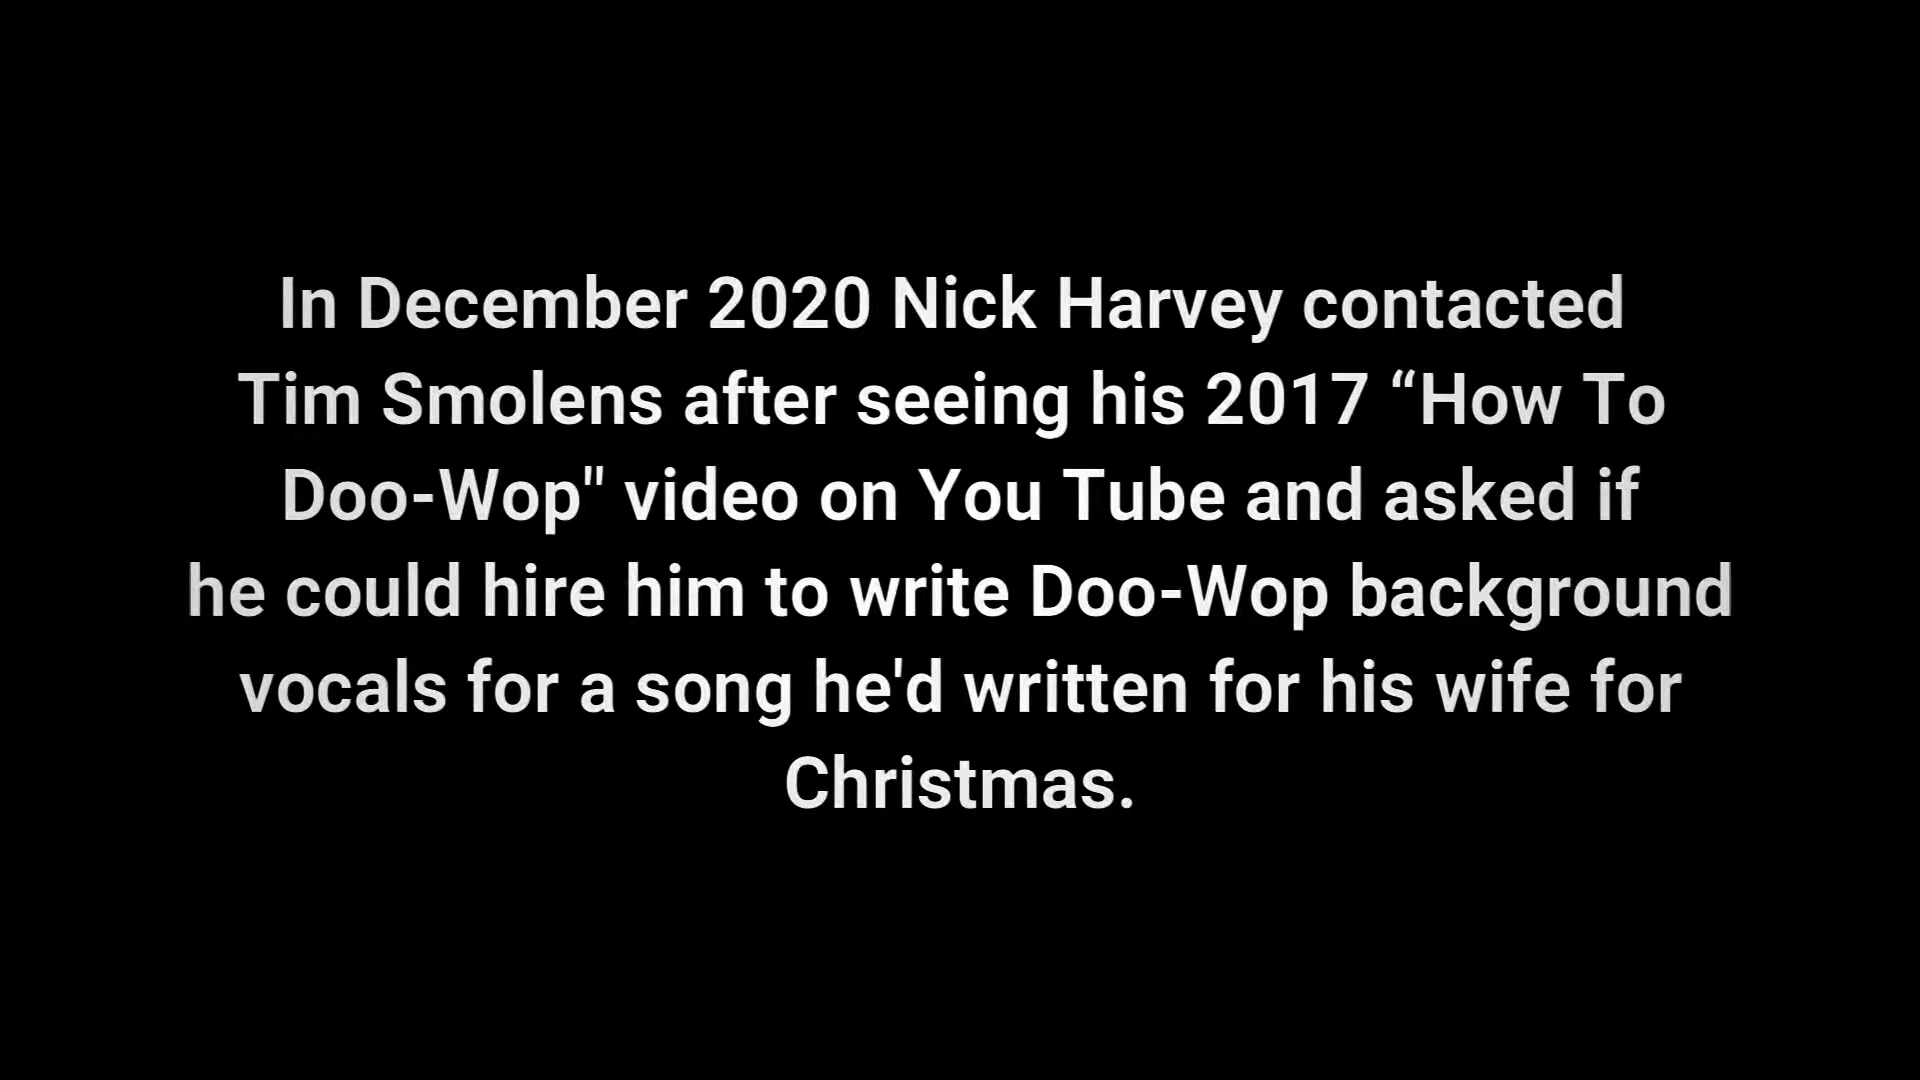 In December 2020 Nick Harvey contacted
Tim Smolens after seeing his 2017 “How To
Doo-Wop" video on You Tube and asked if
he could hire him to write Doo-Wop background
vocals for a song he'd written for his wife for
Christmas.